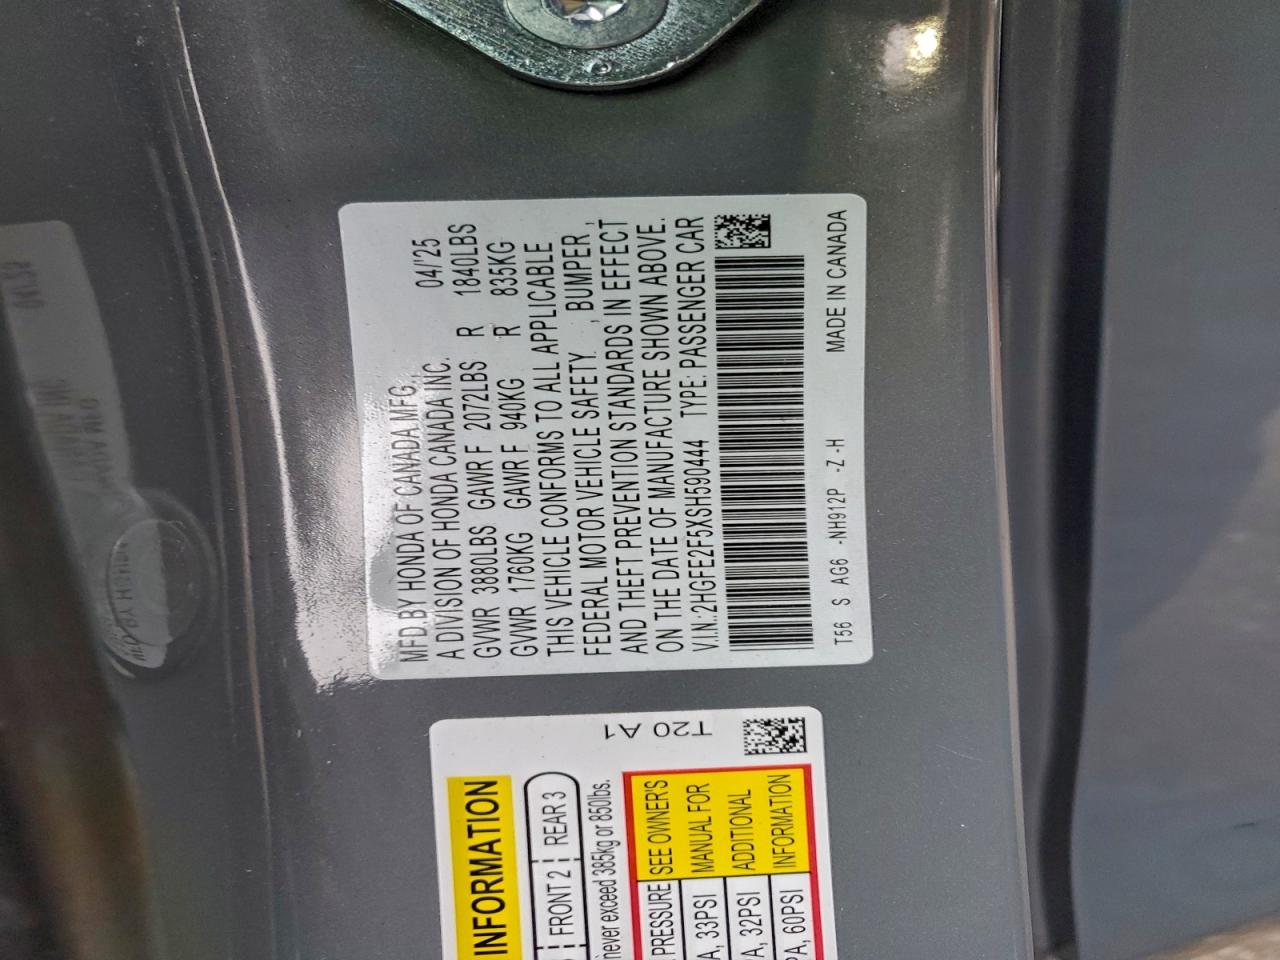 MFD.BY HONDA OF CANADA MFG., 04/'25
A DIVISION OF HONDA CANADA INC.
GVWR 3880LBS GAWR F 2072LBS R 1840LBS
GVWR 1760KG GAWR F 940KG R 835KG
THIS VEHICLE CONFORMS TO ALL APPLICABLE
FEDERAL MOTOR VEHICLE SAFETY, BUMPER,
AND THEFT PREVENTION STANDARDS IN EFFECT
ON THE DATE OF MANUFACTURE SHOWN ABOVE.
V.I.N.:2HGFE2F5XSH590444 TYPE: PASSENGER CAR
T56 S AG6 -NH912P -Z -H MADE IN CANADA
T20 A1
INFORMATION
FRONT 2 REAR 3
never exceed 385kg or 850lbs.
PRESSURE SEE OWNER'S
A, 33PSI MANUAL FOR
A, 32PSI ADDITIONAL
PA, 60PSI INFORMATION